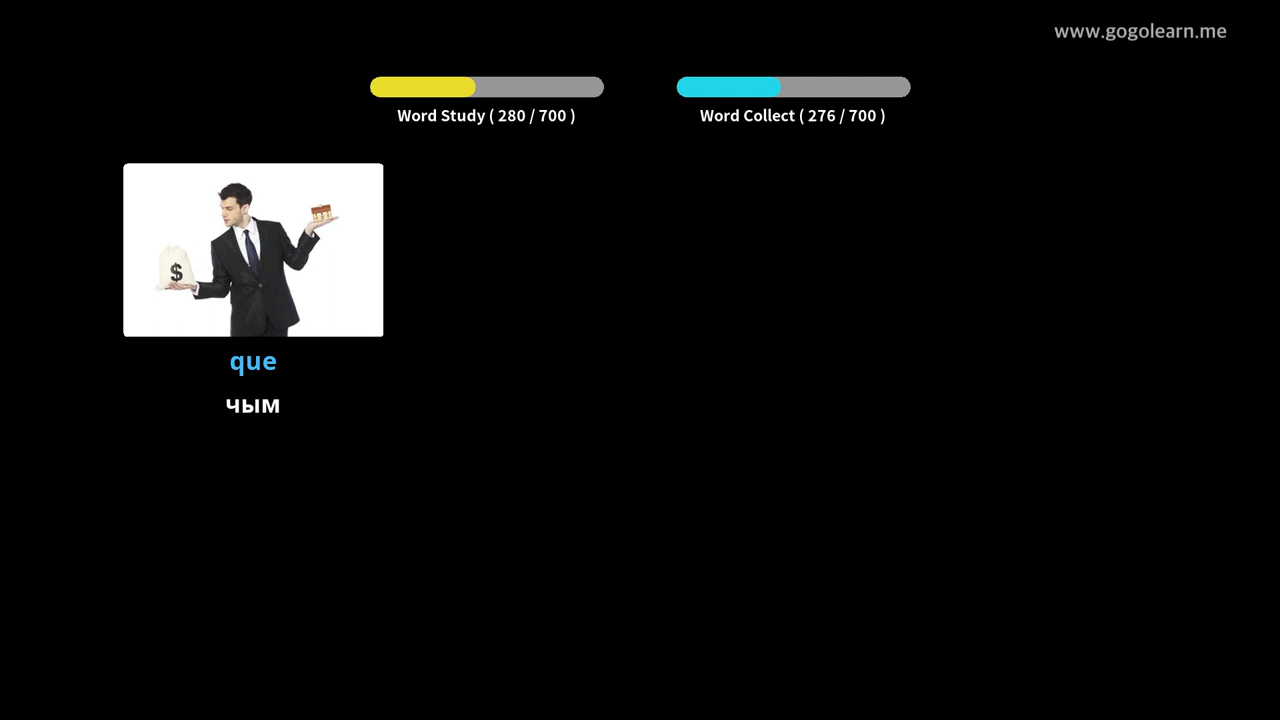 www.gogolearn.me
Word Study ( 280 / 700 )
Word Collect ( 276 / 700 )
$
que
чым